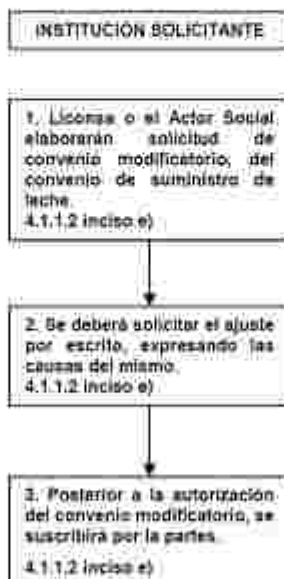 INSTITUCIÓN SOLICITANTE
1. Liconsa o el Actor Social
elaborarán solicitud de
convenio modificatorio, del
convenio de suministro de
leche.
4.1.1.2 inciso e)
2. Se deberá solicitar el ajuste
por escrito, expresando las
causas del mismo.
4.1.1.2 inciso e)
3. Posterior a la autorización
del convenio modificatorio, se
suscribirá por la partes.
4.1.1.2 inciso e)